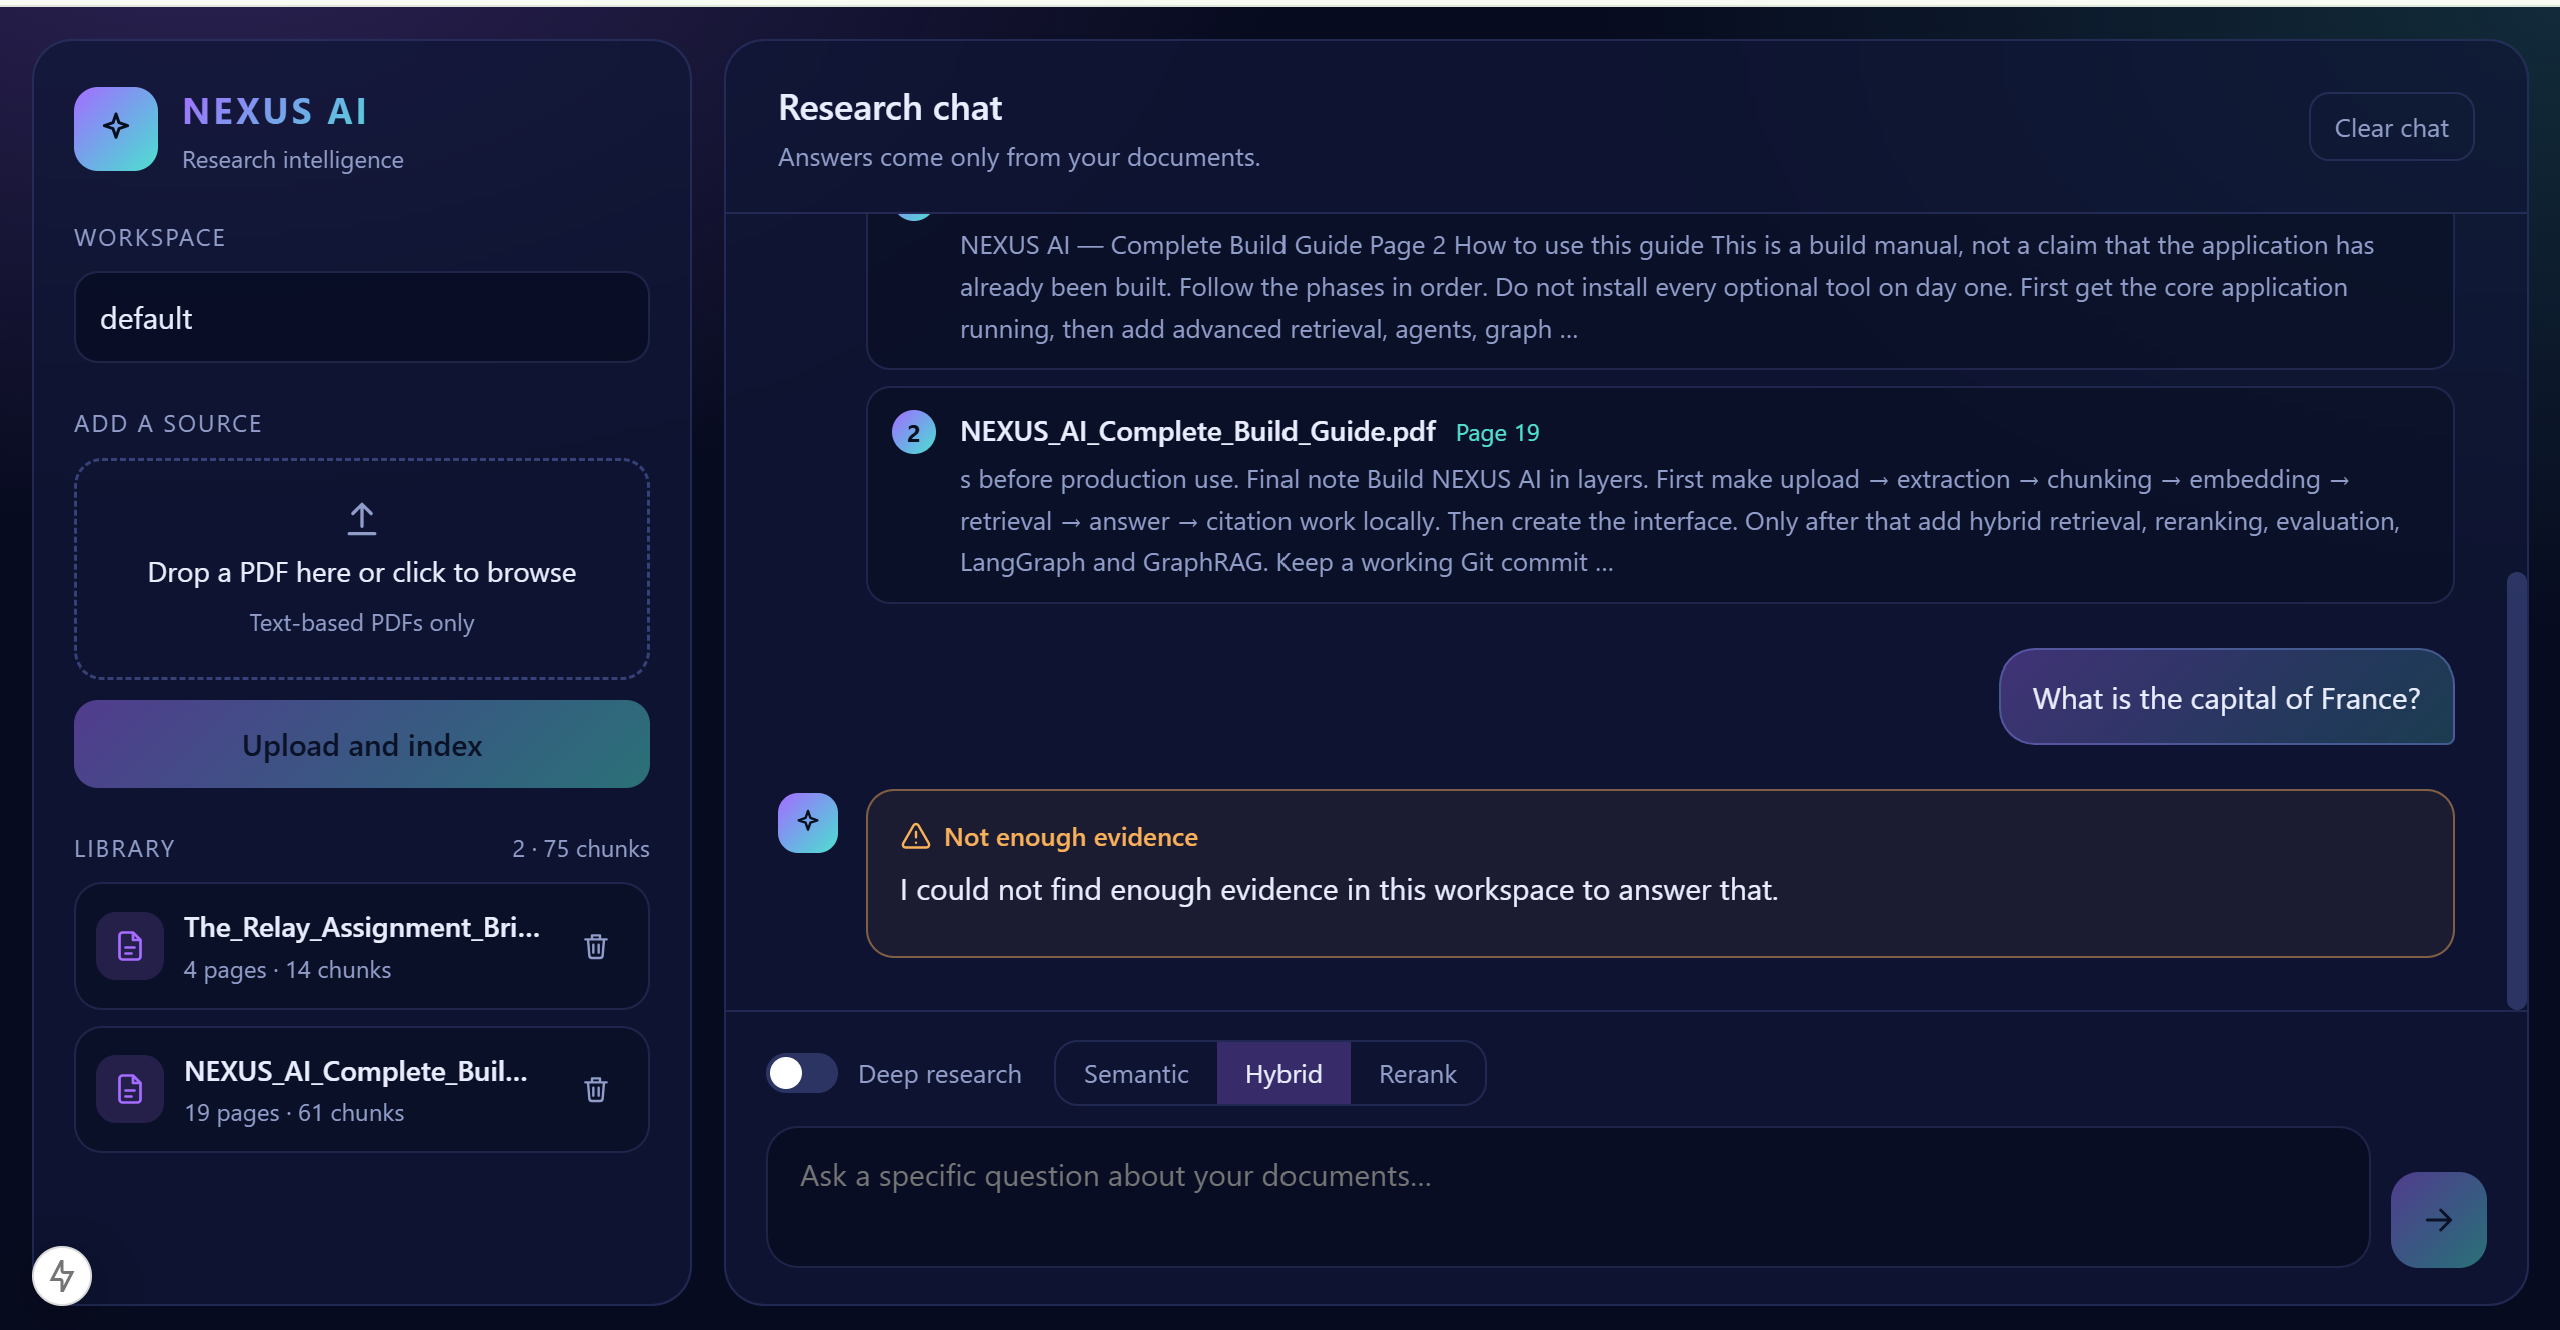 NEXUS AI
Research intelligence
WORKSPACE
default
ADD A SOURCE
Drop a PDF here or click to browse
Text-based PDFs only
Upload and index
LIBRARY
2 · 75 chunks
The_Relay_Assignment_Bri...
4 pages · 14 chunks
NEXUS_AI_Complete_Buil...
19 pages · 61 chunks
Research chat
Answers come only from your documents.
Clear chat
NEXUS AI — Complete Build Guide Page 2 How to use this guide This is a build manual, not a claim that the application has
already been built. Follow the phases in order. Do not install every optional tool on day one. First get the core application
running, then add advanced retrieval, agents, graph ...
2
NEXUS_AI_Complete_Build_Guide.pdf Page 19
s before production use. Final note Build NEXUS AI in layers. First make upload → extraction → chunking → embedding →
retrieval → answer → citation work locally. Then create the interface. Only after that add hybrid retrieval, reranking, evaluation,
LangGraph and GraphRAG. Keep a working Git commit ...
What is the capital of France?
Not enough evidence
I could not find enough evidence in this workspace to answer that.
Deep research
Semantic
Hybrid
Rerank
Ask a specific question about your documents...